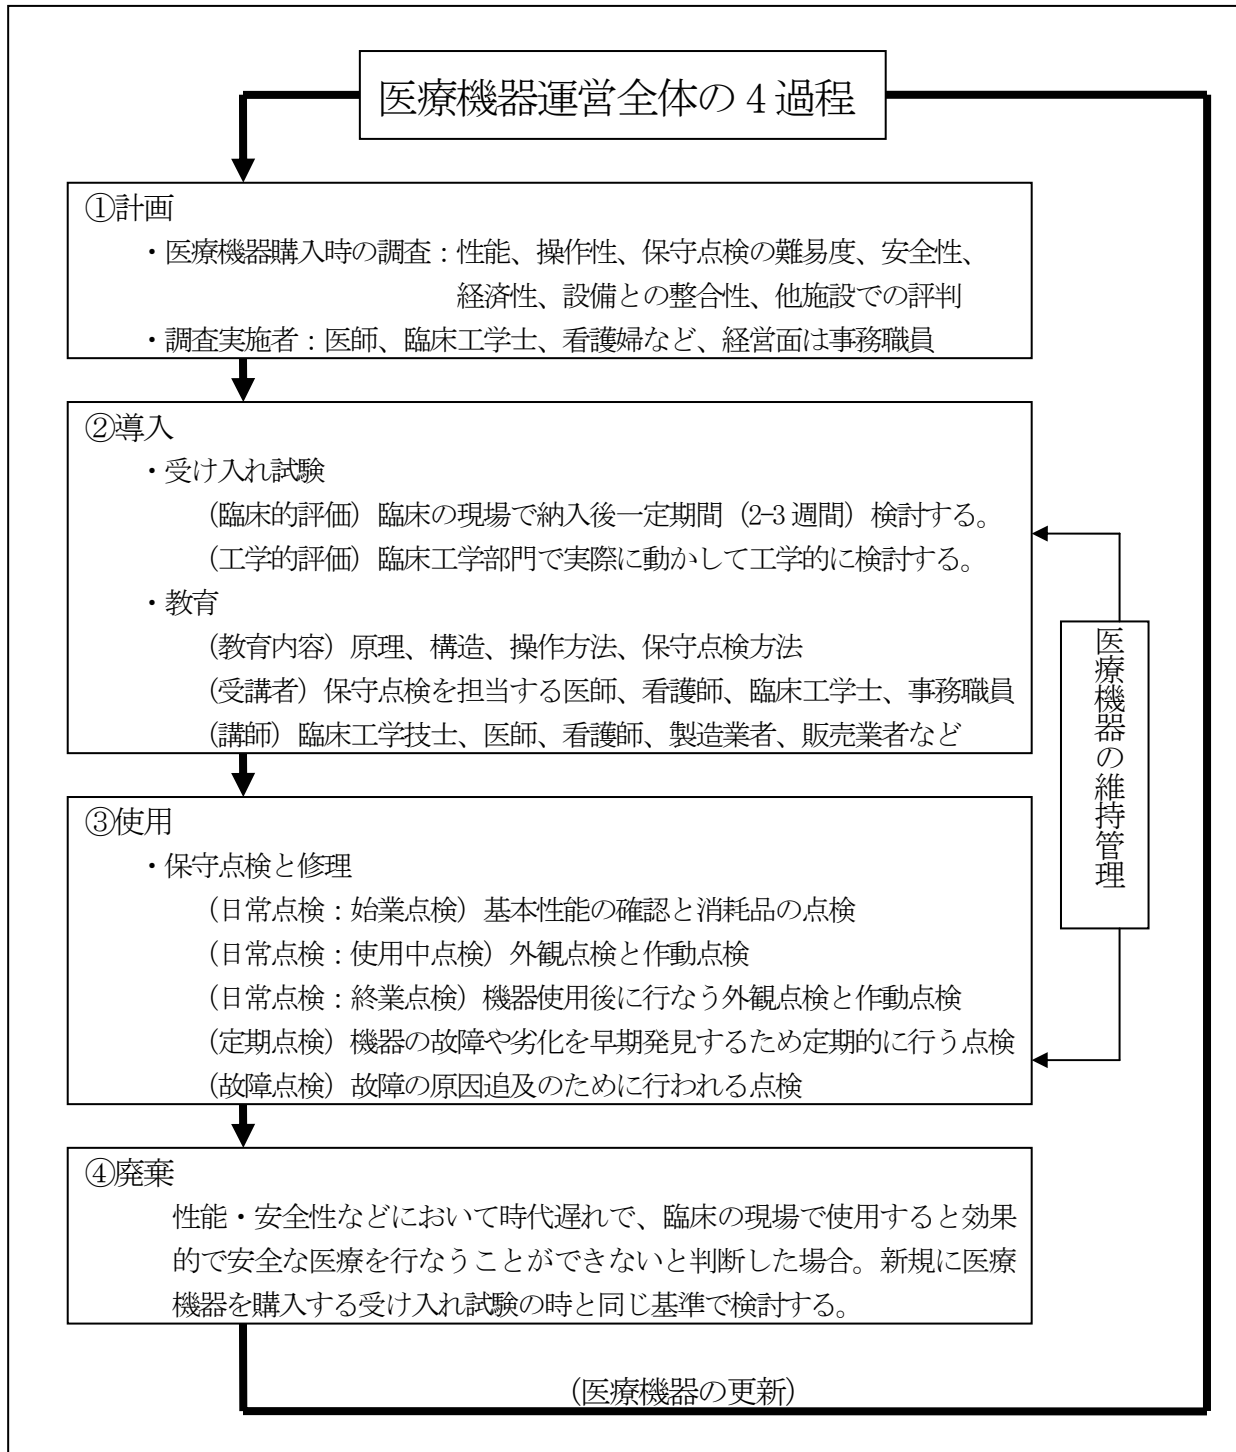 医療機器運営全体の4過程
①計画
・医療機器購入時の調査：性能、操作性、保守点検の難易度、安全性、
経済性、設備との整合性、他施設での評判
・調査実施者：医師、臨床工学士、看護婦など、経営面は事務職員
②導入
・受け入れ試験
(臨床的評価）臨床の現場で納入後一定期間（2-3週間）検討する。
(工学的評価）臨床工学部門で実際に動かして工学的に検討する。
・教育
(教育内容）原理、構造、操作方法、保守点検方法
(受講者）保守点検を担当する医師、看護師、臨床工学士、事務職員
(講師）臨床工学技士、医師、看護師、製造業者、販売業者など
③使用
・保守点検と修理
(日常点検：始業点検）基本性能の確認と消耗品の点検
(日常点検：使用中点検）外観点検と作動点検
(日常点検：終業点検）機器使用後に行なう外観点検と作動点検
(定期点検）機器の故障や劣化を早期発見するため定期的に行う点検
(故障点検）故障の原因追及のために行われる点検
医療機器の維持管理
④廃棄
性能・安全性などにおいて時代遅れで、臨床の現場で使用すると効果
的で安全な医療を行なうことができないと判断した場合。新規に医療
機器を購入する受け入れ試験の時と同じ基準で検討する。
(医療機器の更新）